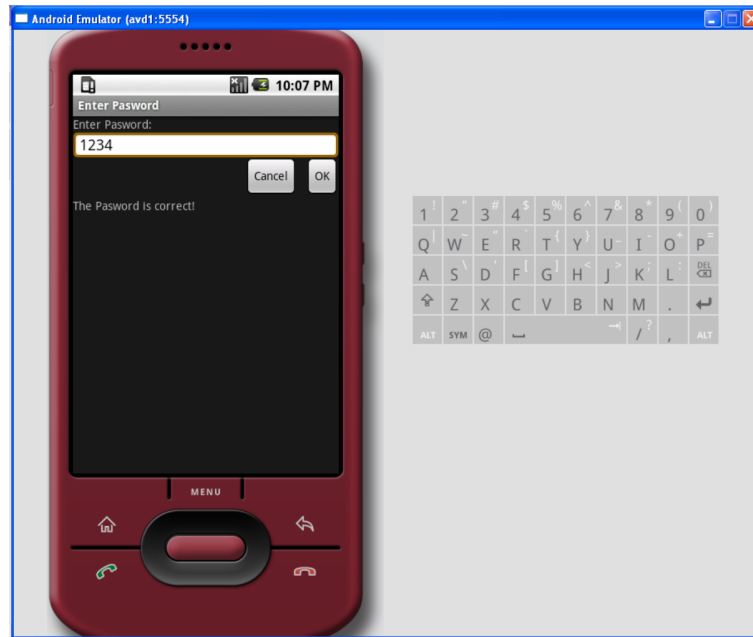 Android Emulator (avd1:5554)
10:07 PM
Enter Pasword
Enter Pasword:
1234
Cancel OK
The Pasword is correct!
MENU
1 ! 2 3 # 4 $ 5 % 6 ^ 7 & 8 * 9 ( 0 )
Q | W ~ E " R T { Y } U _ I - O + P =
A S \ D ' F [ G ] H < J > K ; L : DEL
Z X C V B N M .
ALT SYM @ / ? , ALT